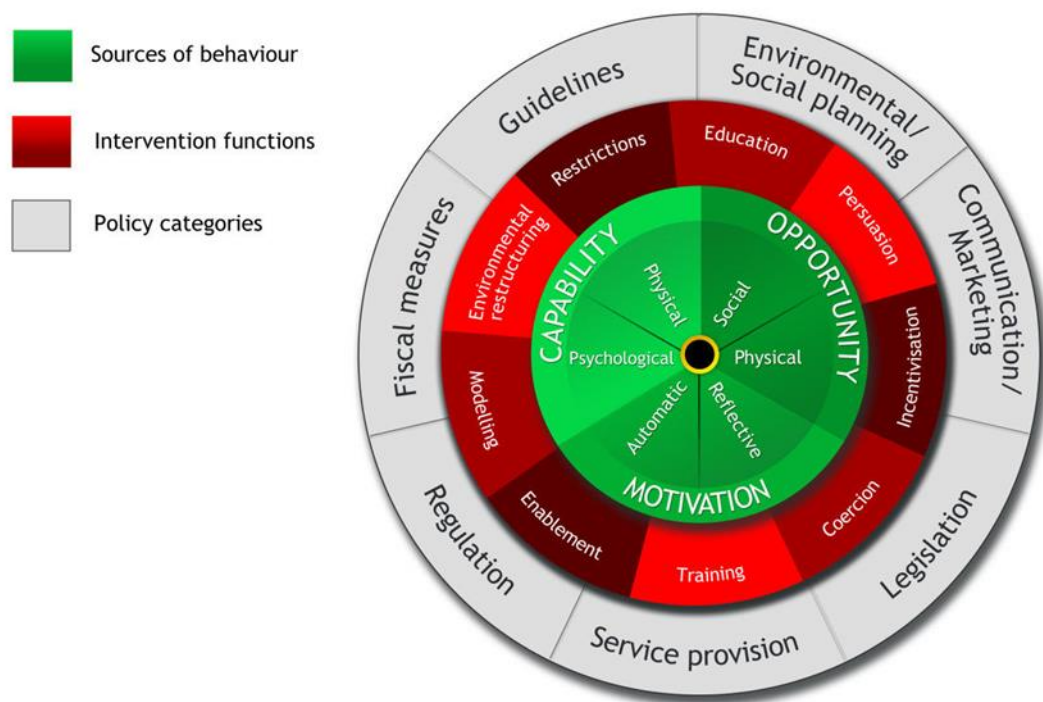 Sources of behaviour
Intervention functions
Policy categories
Guidelines
Environmental/
Social planning
Communication/
Marketing
Legislation
Service provision
Regulation
Fiscal measures
Restrictions
Education
Persuasion
Incentivisation
Coercion
Training
Enablement
Modelling
Environmental
restructuring
CAPABILITY
OPPORTUNITY
MOTIVATION
Physical
Social
Physical
Reflective
Automatic
Psychological